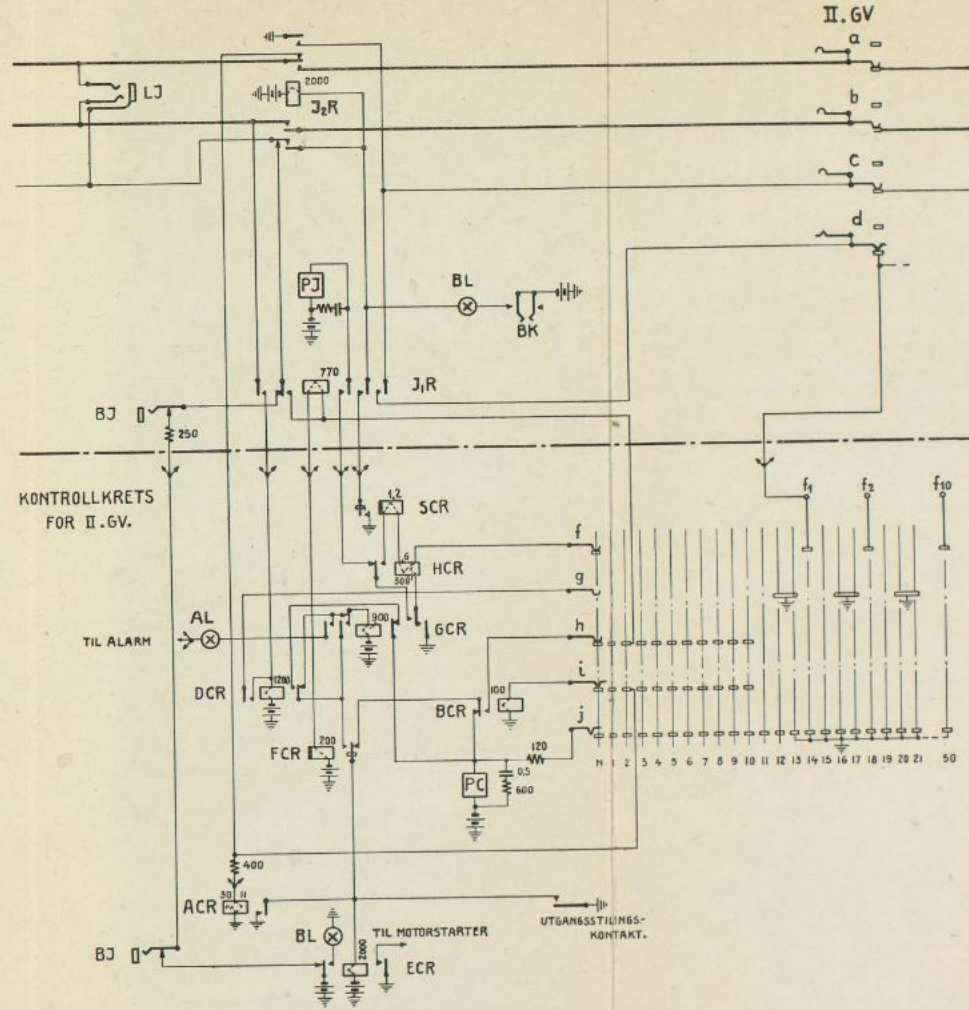 II.GV
a
2000
LJ
J₂R
b
c
d
PJ
BL
BK
770
J₁R
BJ
250
KONTROLLKRETS
FOR II.GV.
1,2
SCR
f₁
f₂
f₁₀
f
6
500
HCR
g
AL
900
GCR
TIL ALARM
h
i
DCR
1200
BCR
100
j
FCR
200
120
PC
0,5
600
N 1 2 3 4 5 6 7 8 9 10 11 12 13 14 15 16 17 18 19 20 21 50
400
50 11
ACR
UTGANGSSTILINGS-
KONTAKT.
BL
TIL MOTORSTARTER
BJ
2000
ECR